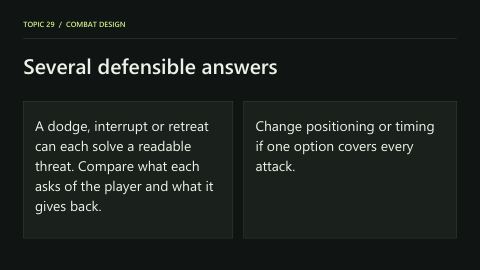 TOPIC 29 / COMBAT DESIGN
Several defensible answers
A dodge, interrupt or retreat
can each solve a readable
threat. Compare what each
asks of the player and what it
gives back.
Change positioning or timing
if one option covers every
attack.